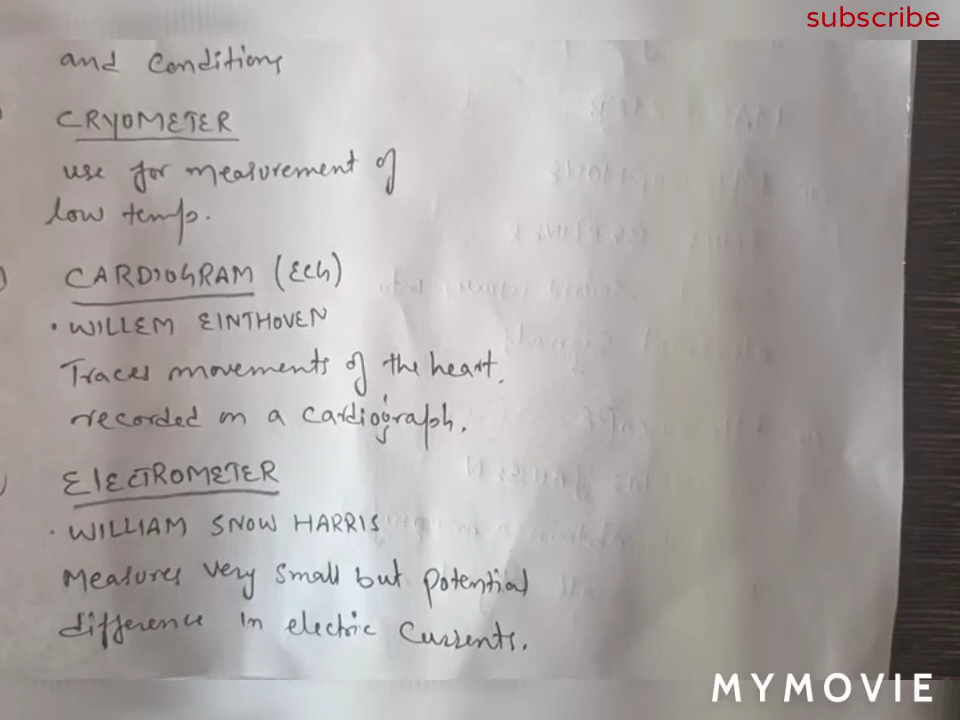 subscribe
and Conditions
CRYOMETER
use for measurement of
low temp.
CARDIOGRAM (ECG)
• WILLEM EINTHOVEN
Traces movements of the heart,
recorded on a cardiograph.
ElECTROMETER
• WILLIAM SNOW HARRIS
Measures very small but potential
difference in electric currents.
MYMOVIE